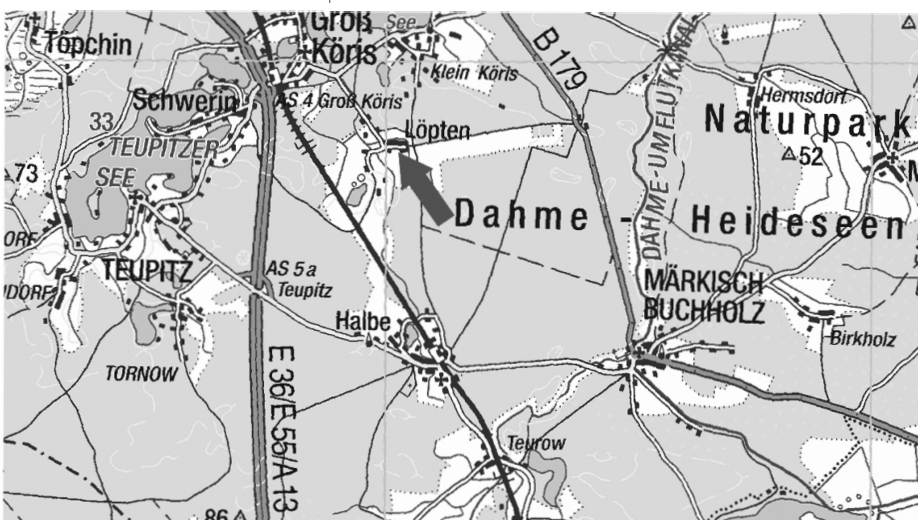 Groß
Köris
See
Töpchin
Klein Köris
B 179
Schwerin
AS 4 Groß Köris
Hermsdorf
33
Löpten
Naturpark
TEUPITZER
SEE
52
73
DAHME-UMFLUTKANAL
Dahme - Heideseen
TEUPITZ
AS 5a
Teupitz
MÄRKISCH
BUCHHOLZ
Halbe
Birkholz
TORNOW
E 36/E 55/A 13
Teurow
86